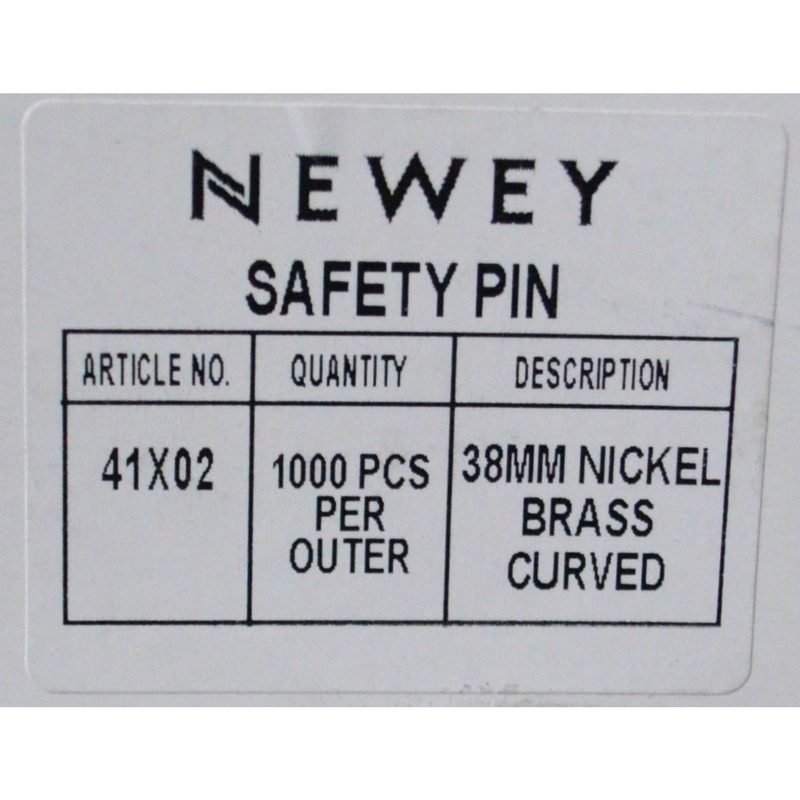 NEWEY
SAFETY PIN
ARTICLE NO. QUANTITY DESCRIPTION
41X02
1000 PCS
PER
OUTER
38MM NICKEL
BRASS
CURVED